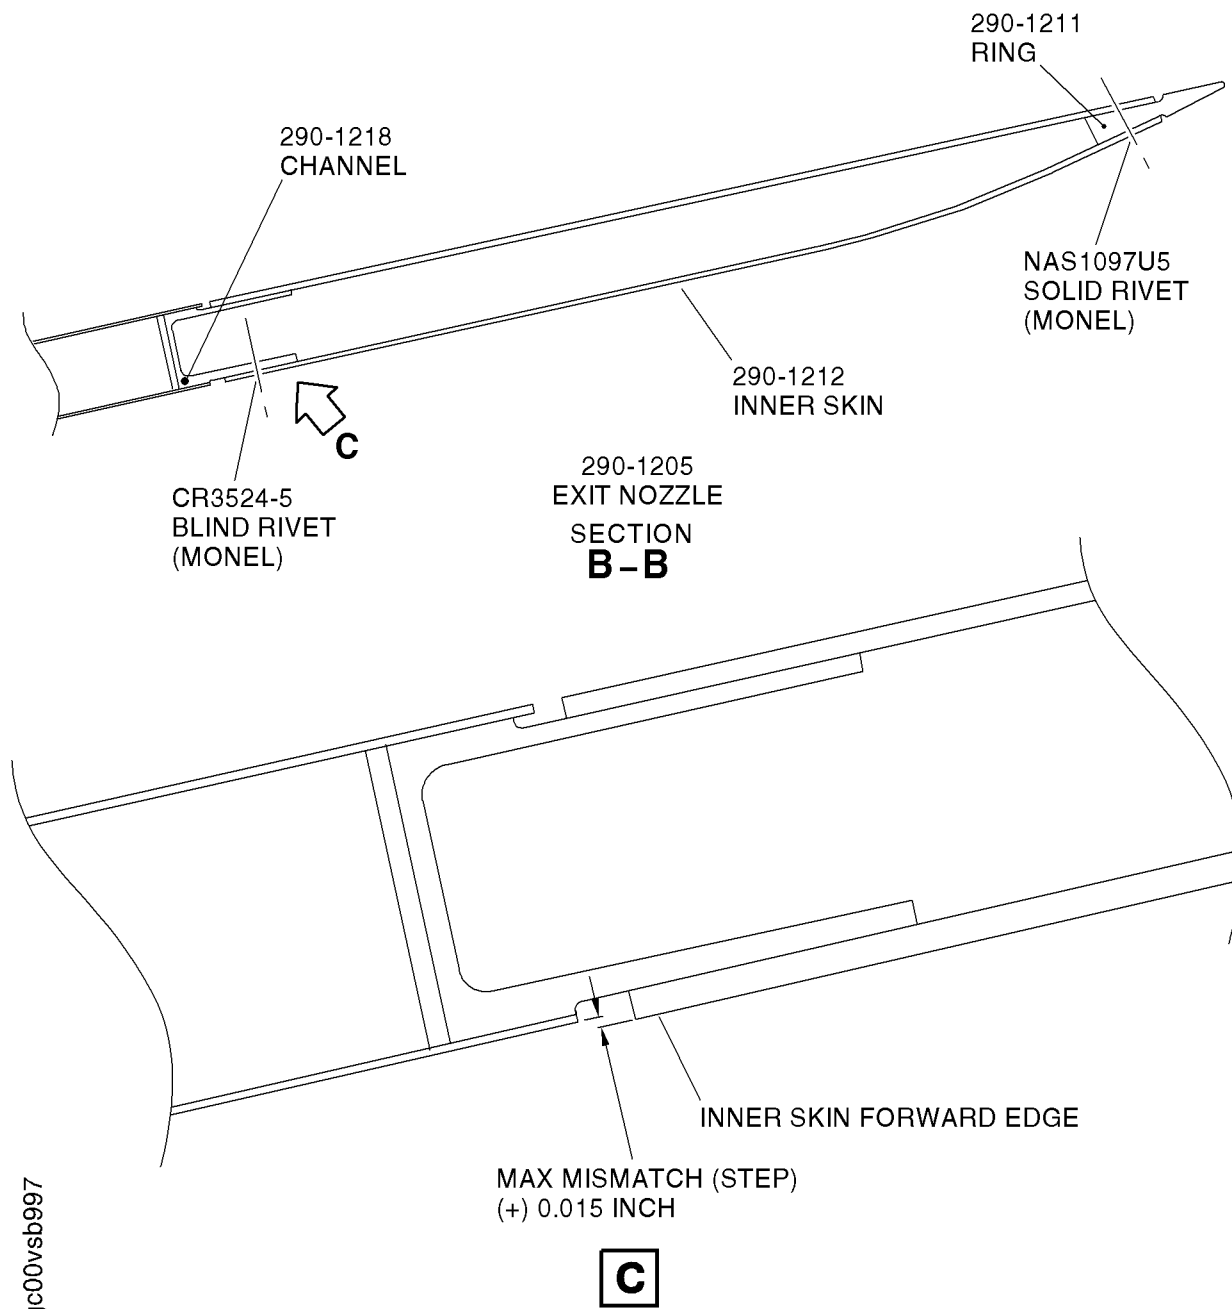 290-1211
RING
290-1218
CHANNEL
NAS1097U5
SOLID RIVET
(MONEL)
290-1212
INNER SKIN
C
CR3524-5
BLIND RIVET
(MONEL)
290-1205
EXIT NOZZLE
SECTION
B-B
INNER SKIN FORWARD EDGE
MAX MISMATCH (STEP)
(+) 0.015 INCH
C